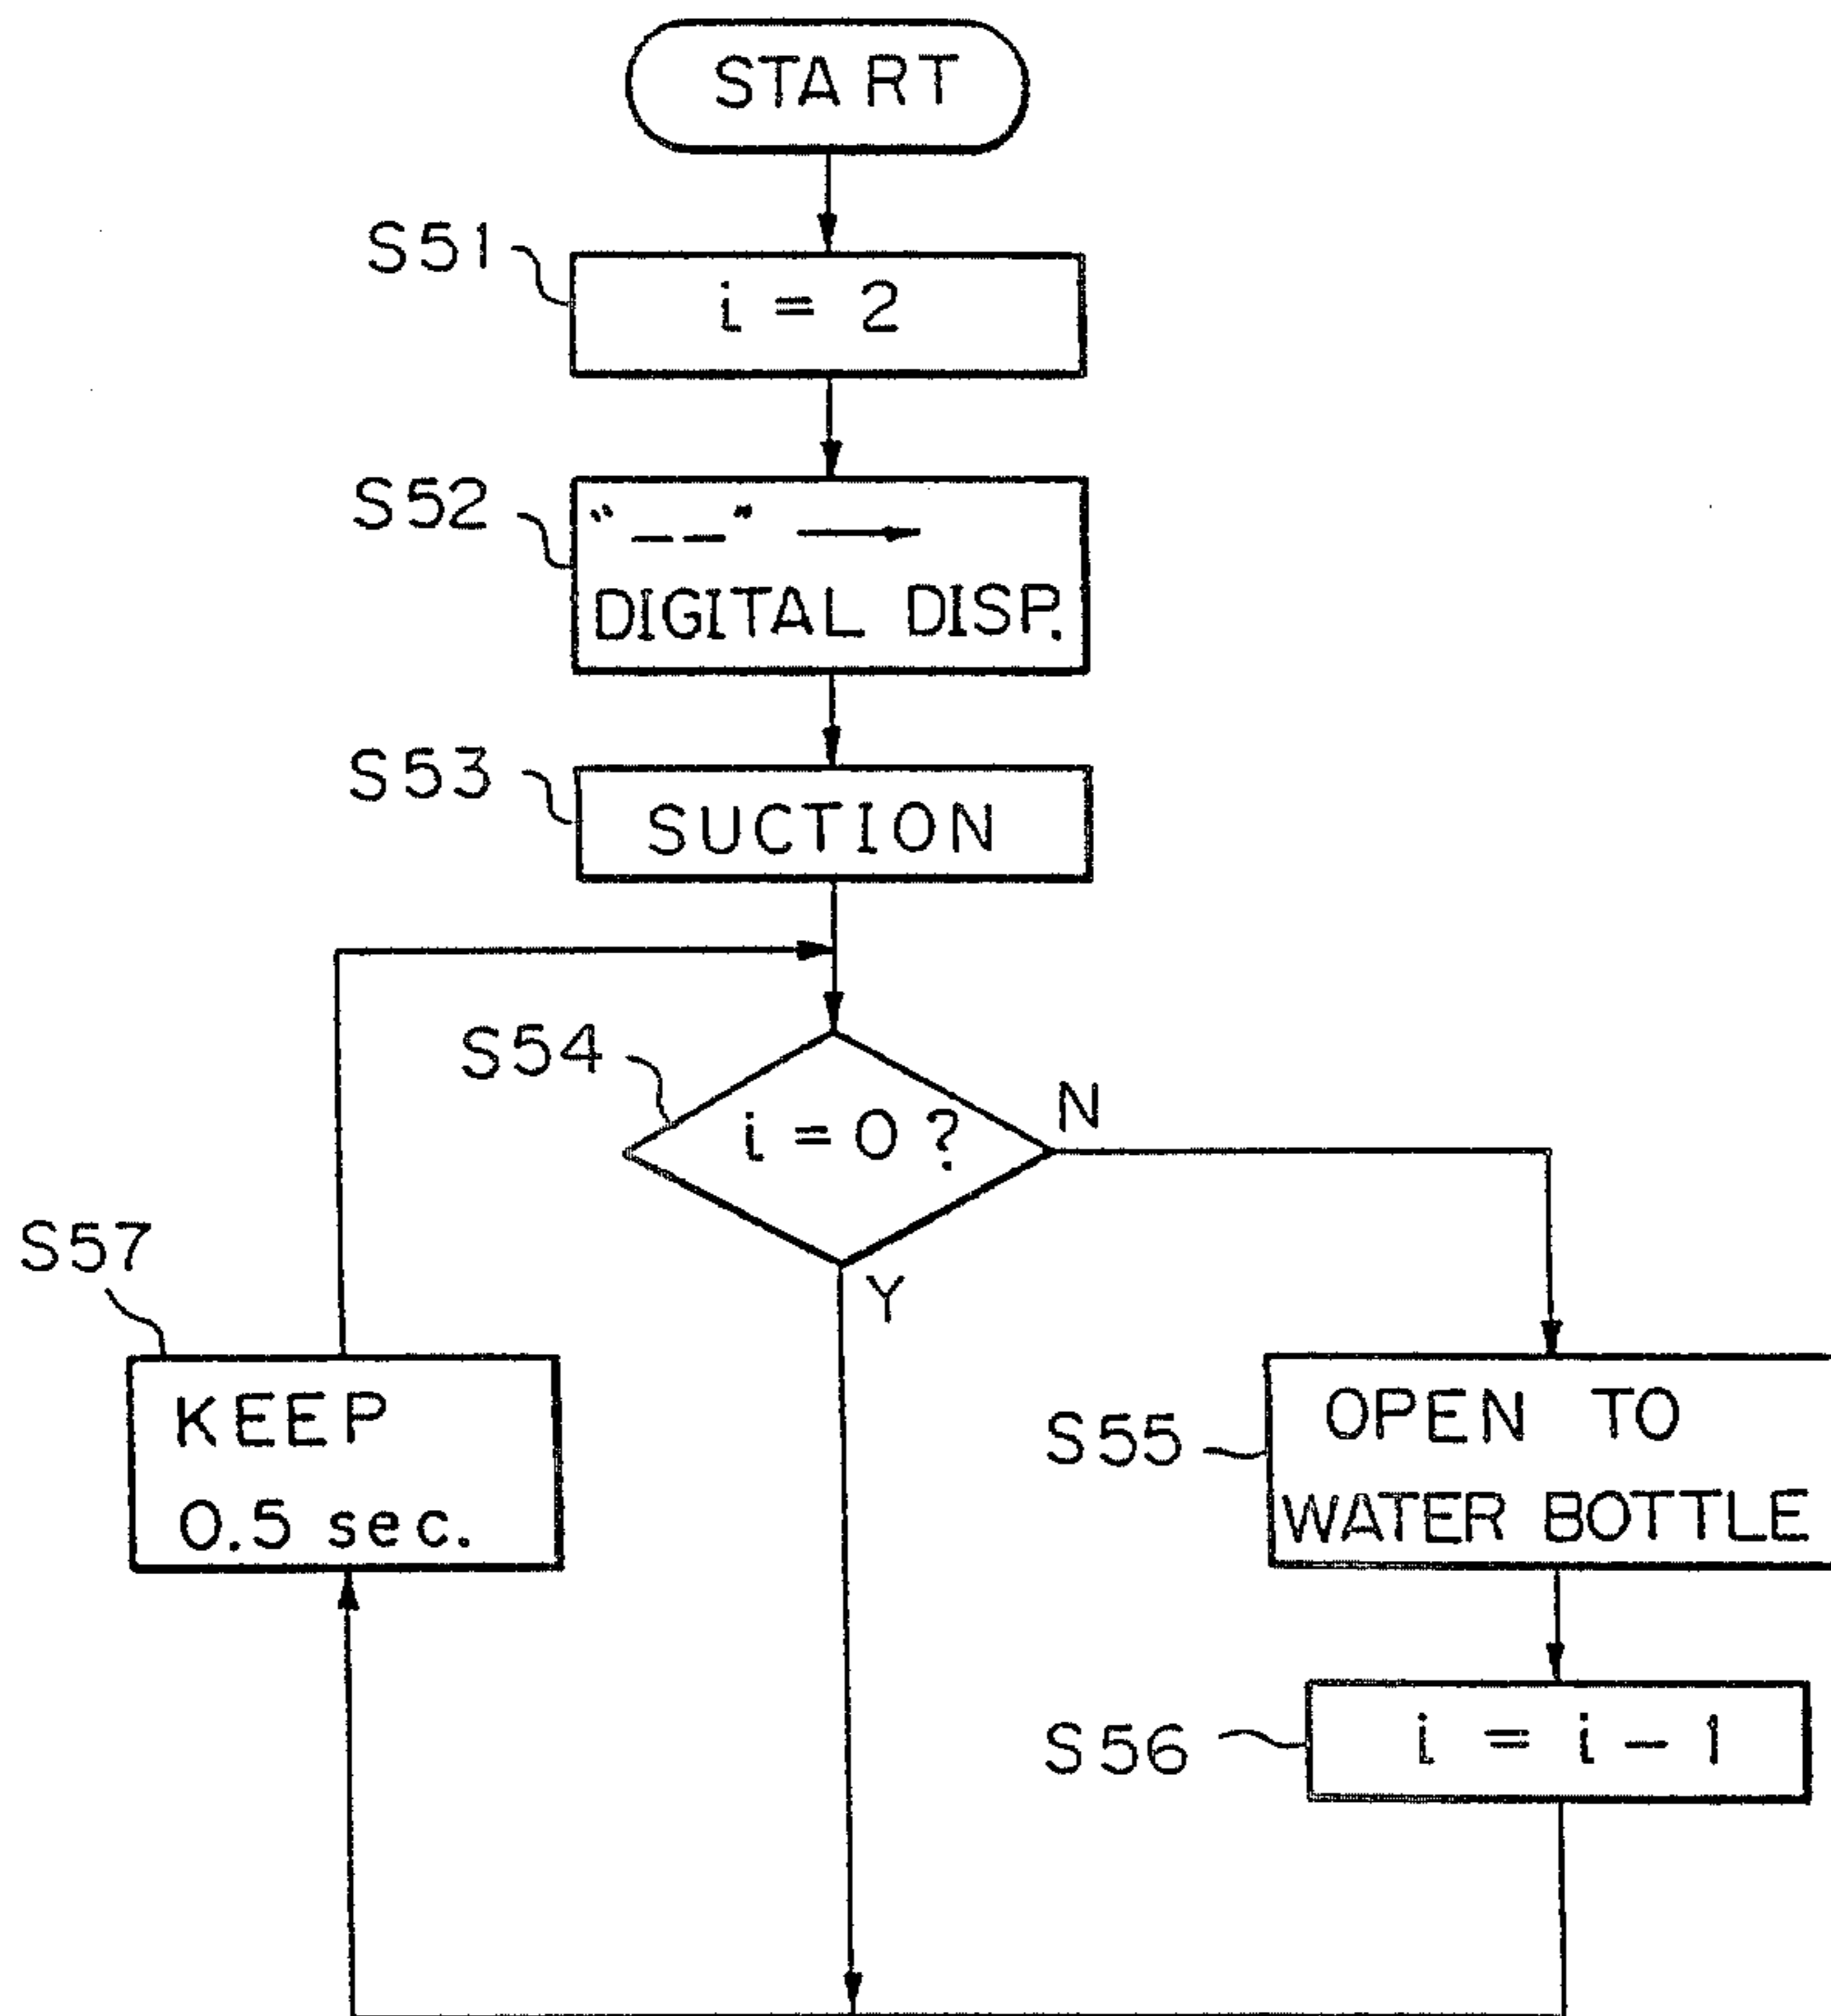 START
S51
i = 2
S52
"__" →
DIGITAL DISP.
S53
SUCTION
S54
i = 0 ?
N
Y
S57
KEEP
0.5 sec.
S55
OPEN TO
WATER BOTTLE
S56
i = i - 1